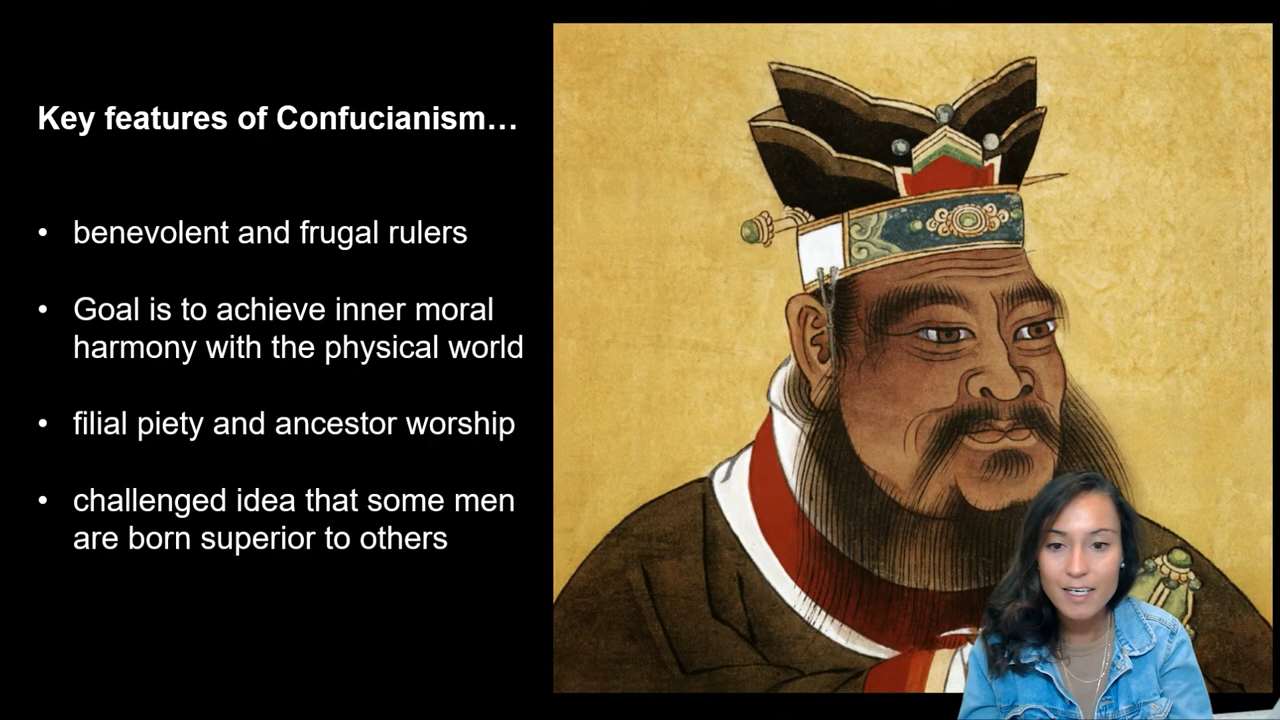 Key features of Confucianism…
• benevolent and frugal rulers
• Goal is to achieve inner moral
harmony with the physical world
• filial piety and ancestor worship
• challenged idea that some men
are born superior to others